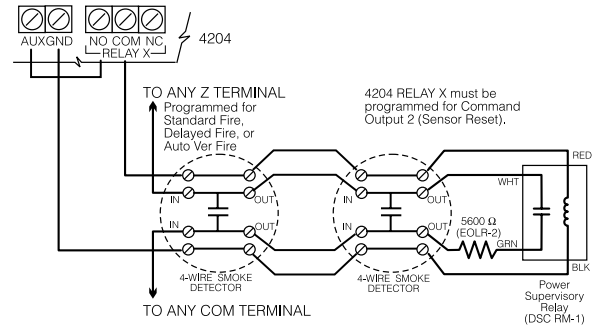 AUX GND
NO COM NC
RELAY X
4204
TO ANY Z TERMINAL
Programmed for
Standard Fire,
Delayed Fire, or
Auto Ver Fire
4204 RELAY X must be
programmed for Command
Output 2 (Sensor Reset).
RED
WHT
IN
OUT
IN
OUT
IN
OUT
IN
OUT
5600 Ω
(EOLR-2)
GRN
BLK
4-WIRE SMOKE
DETECTOR
4-WIRE SMOKE
DETECTOR
Power
Supervisory
Relay
(DSC RM-1)
TO ANY COM TERMINAL